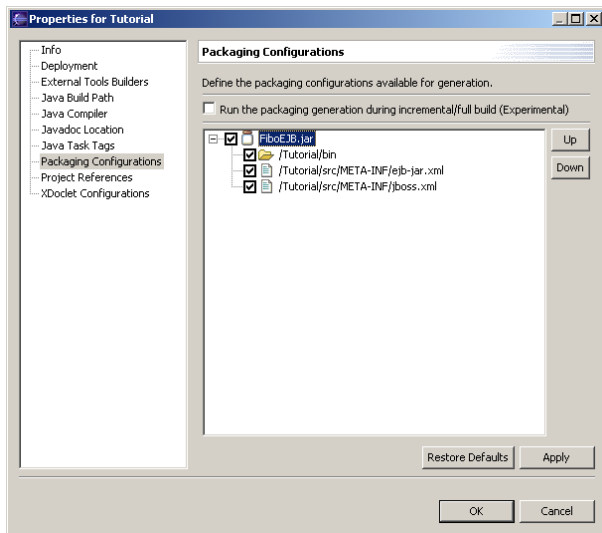 Properties for Tutorial
Info
Deployment
External Tools Builders
Java Build Path
Java Compiler
Javadoc Location
Java Task Tags
Packaging Configurations
Project References
XDoclet Configurations
Packaging Configurations
Define the packaging configurations available for generation.
Run the packaging generation during incremental/full build (Experimental)
FiboEJB.jar
/Tutorial/bin
/Tutorial/src/META-INF/ejb-jar.xml
/Tutorial/src/META-INF/jboss.xml
Up
Down
Restore Defaults
Apply
OK
Cancel